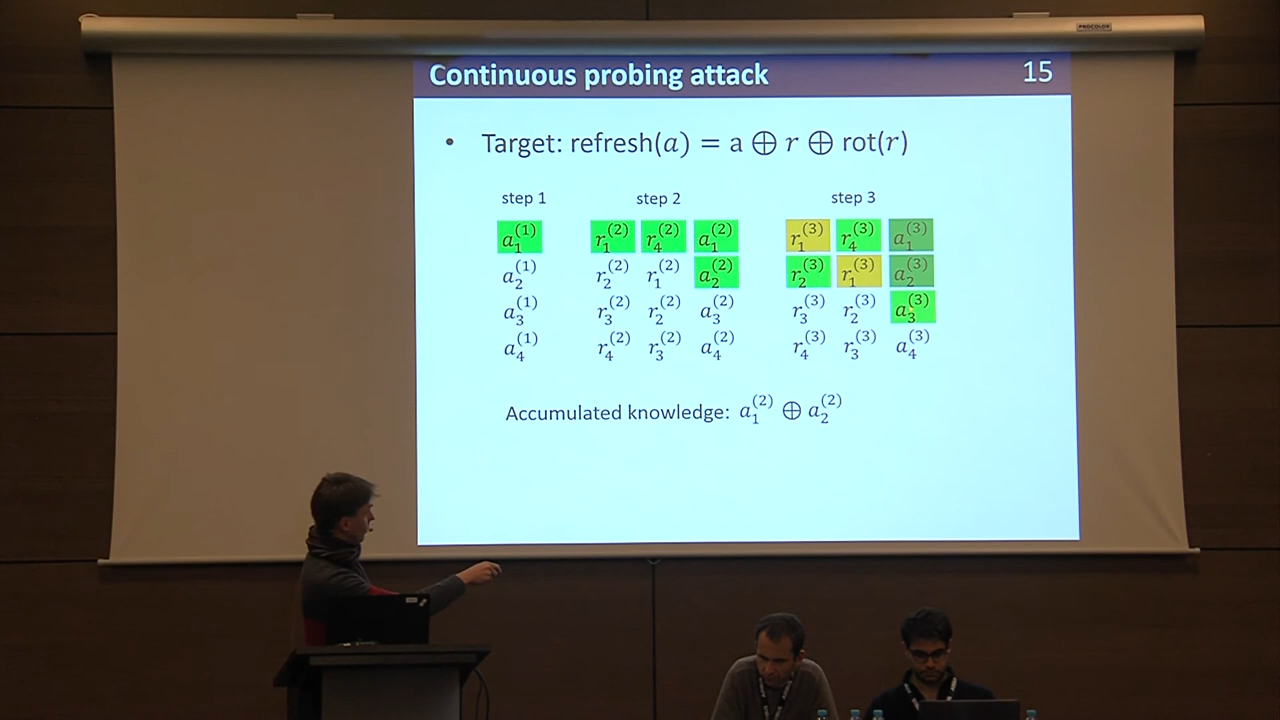 PROCOLOR
Continuous probing attack 15
• Target: refresh(a) = a ⊕ r ⊕ rot(r)
step 1 step 2 step 3
a₁⁽¹⁾ r₁⁽²⁾ r₄⁽²⁾ a₁⁽²⁾ r₁⁽³⁾ r₄⁽³⁾ a₁⁽³⁾
a₂⁽¹⁾ r₂⁽²⁾ r₁⁽²⁾ a₂⁽²⁾ r₂⁽³⁾ r₁⁽³⁾ a₂⁽³⁾
a₃⁽¹⁾ r₃⁽²⁾ r₂⁽²⁾ a₃⁽²⁾ r₃⁽³⁾ r₂⁽³⁾ a₃⁽³⁾
a₄⁽¹⁾ r₄⁽²⁾ r₃⁽²⁾ a₄⁽²⁾ r₄⁽³⁾ r₃⁽³⁾ a₄⁽³⁾
Accumulated knowledge: a₁⁽²⁾ ⊕ a₂⁽²⁾